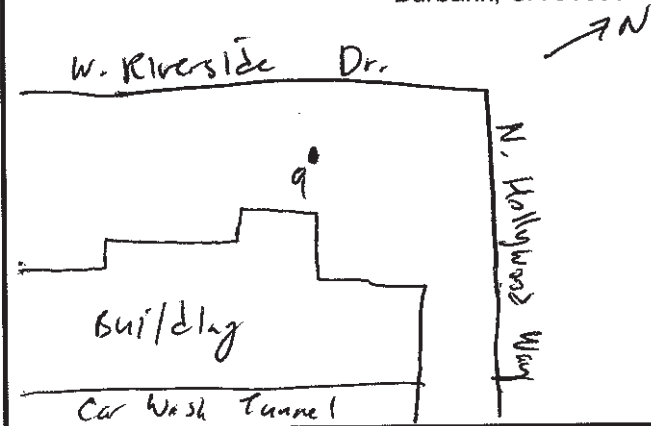 N
W. Riverside Dr.
9
N. Hollywood Way
Building
Car Wash Tunnel